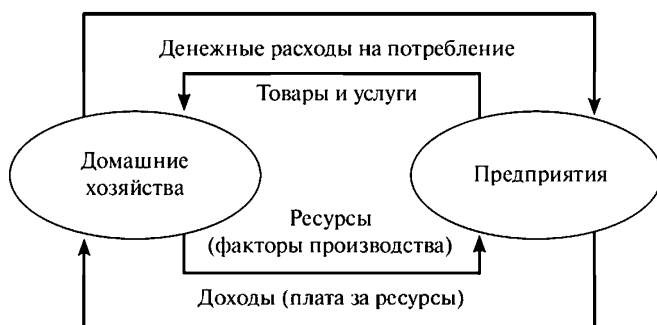 Денежные расходы на потребление
Товары и услуги
Домашние
хозяйства
Предприятия
Ресурсы
(факторы производства)
Доходы (плата за ресурсы)